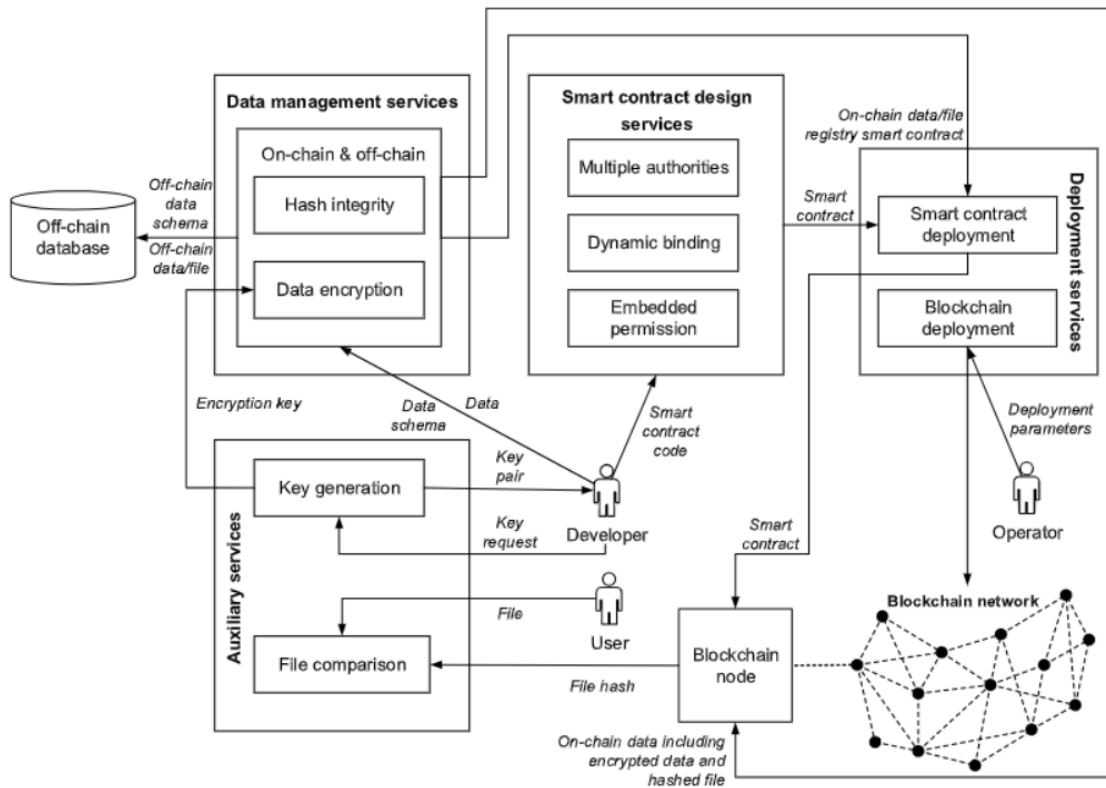 Data management services
On-chain & off-chain
Hash integrity
Data encryption
Off-chain
database
Off-chain
data
schema
Off-chain
data/file
Smart contract design
services
Multiple authorities
Dynamic binding
Embedded
permission
Smart
contract
On-chain data/file
registry smart contract
Deployment services
Smart contract
deployment
Blockchain
deployment
Encryption key
Data
schema
Data
Smart
contract
code
Deployment
parameters
Auxiliary services
Key generation
Key
pair
Key
request
Developer
Operator
File
User
File comparison
File hash
Smart
contract
Blockchain
node
Blockchain network
On-chain data including
encrypted data and
hashed file